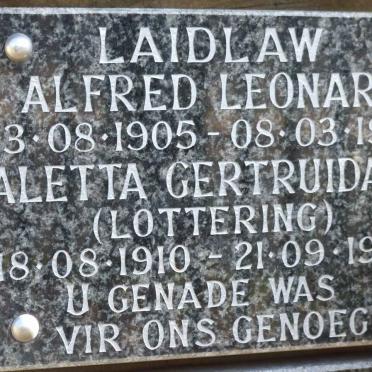 LAIDLAW
ALFRED LEONAR
3·08·1905 - 08·03·19
ALETTA GERTRUIDA
(LOTTERING)
18·08·1910 - 21·09·19
U GENADE WAS
VIR ONS GENOEG